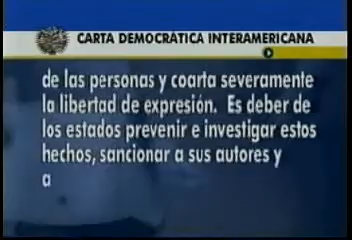 CARTA DEMOCRÁTICA INTERAMERICANA
de las personas y coarta severamente
la libertad de expresión. Es deber de
los estados prevenir e investigar estos
hechos, sancionar a sus autores y
a